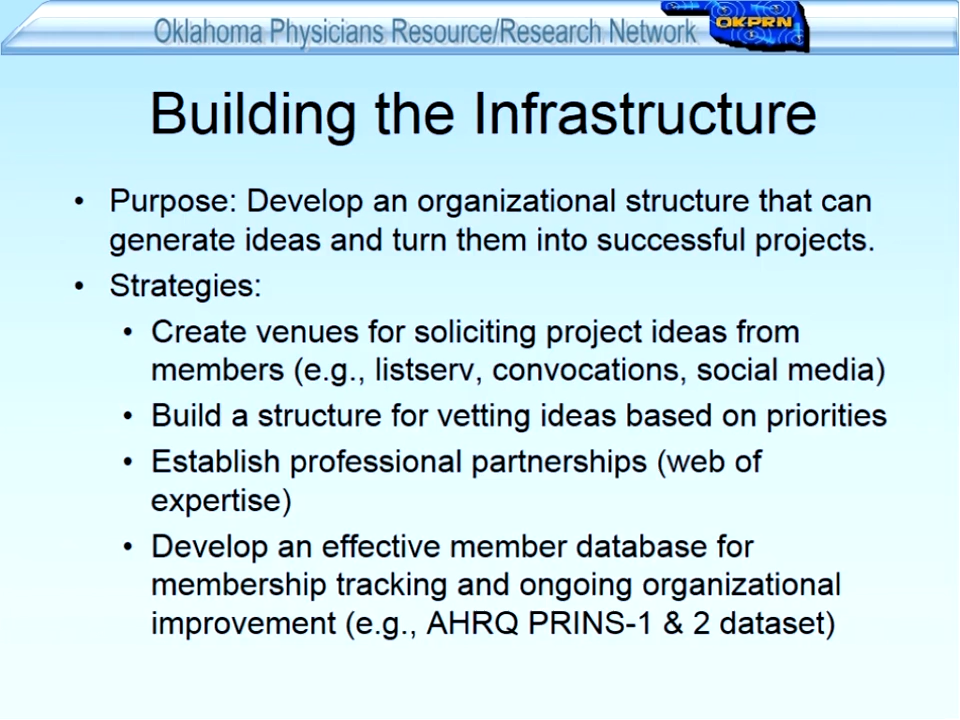 Oklahoma Physicians Resource/Research Network
OKPRN
Building the Infrastructure
• Purpose: Develop an organizational structure that can
generate ideas and turn them into successful projects.
• Strategies:
• Create venues for soliciting project ideas from
members (e.g., listserv, convocations, social media)
• Build a structure for vetting ideas based on priorities
• Establish professional partnerships (web of
expertise)
• Develop an effective member database for
membership tracking and ongoing organizational
improvement (e.g., AHRQ PRINS-1 & 2 dataset)